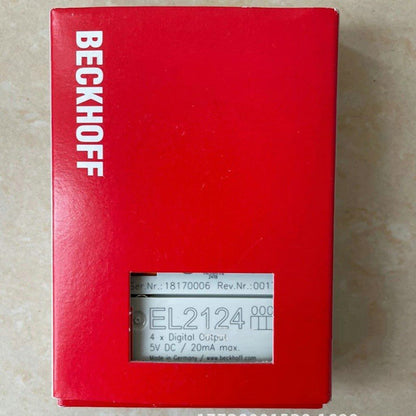 BECKHOFF
Ser.Nr.: 18170006 Rev.Nr.:001
EL2124
4 x Digital Output
5V DC / 20mA max.
Made in Germany / www.beckhoff.com